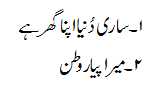 ۱۔ساری دُنیا اپنا گھر ہے
۲۔میرا پیارا وطن